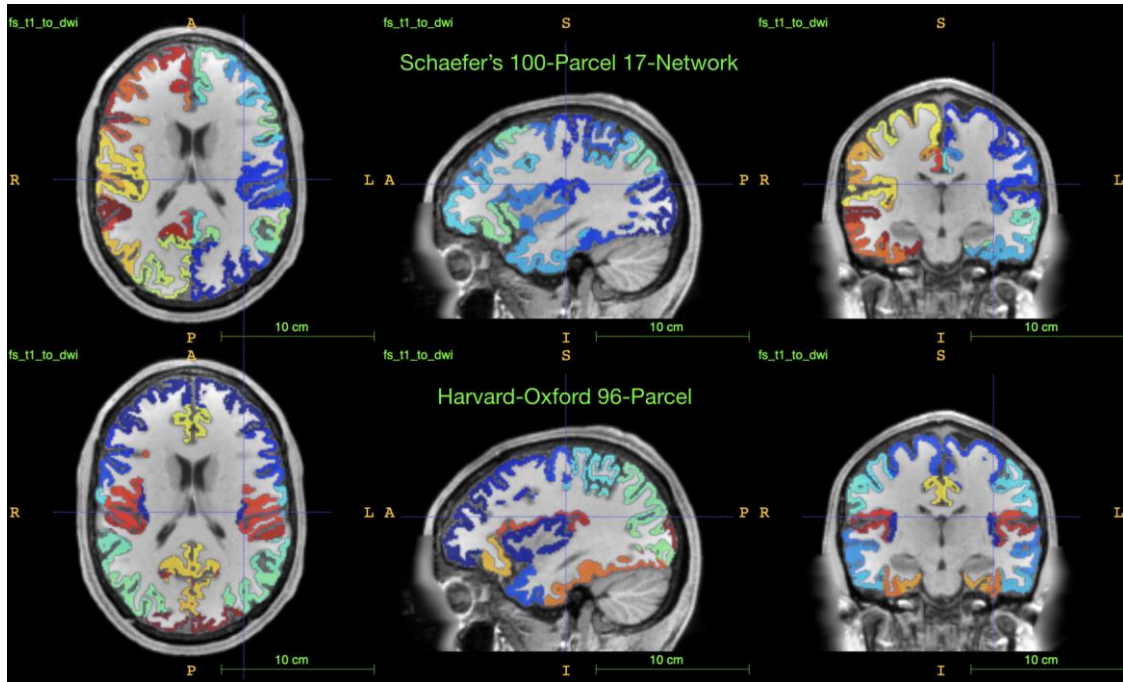 fs_t1_to_dwi A fs_t1_to_dwi S fs_t1_to_dwi S
Schaefer's 100-Parcel 17-Network
R L A P R L
P 10 cm I 10 cm I 10 cm
fs_t1_to_dwi A fs_t1_to_dwi S fs_t1_to_dwi S
Harvard-Oxford 96-Parcel
R L A P R L
P 10 cm I 10 cm I 10 cm